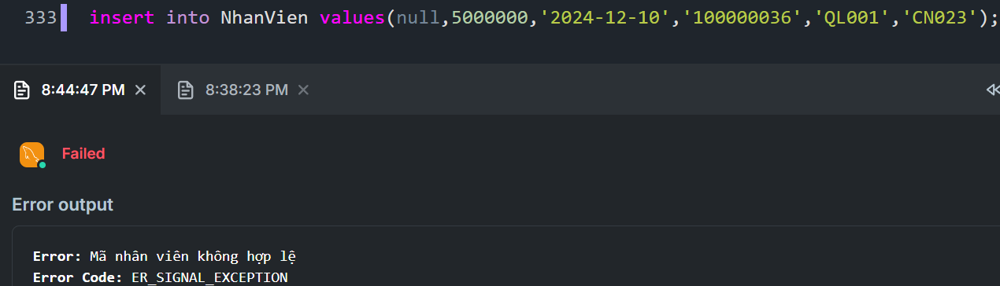 333 insert into NhanVien values(null,5000000,'2024-12-10','100000036','QL001','CN023');
8:44:47 PM 8:38:23 PM
Failed
Error output
Error: Mã nhân viên không hợp lệ
Error Code: ER_SIGNAL_EXCEPTION